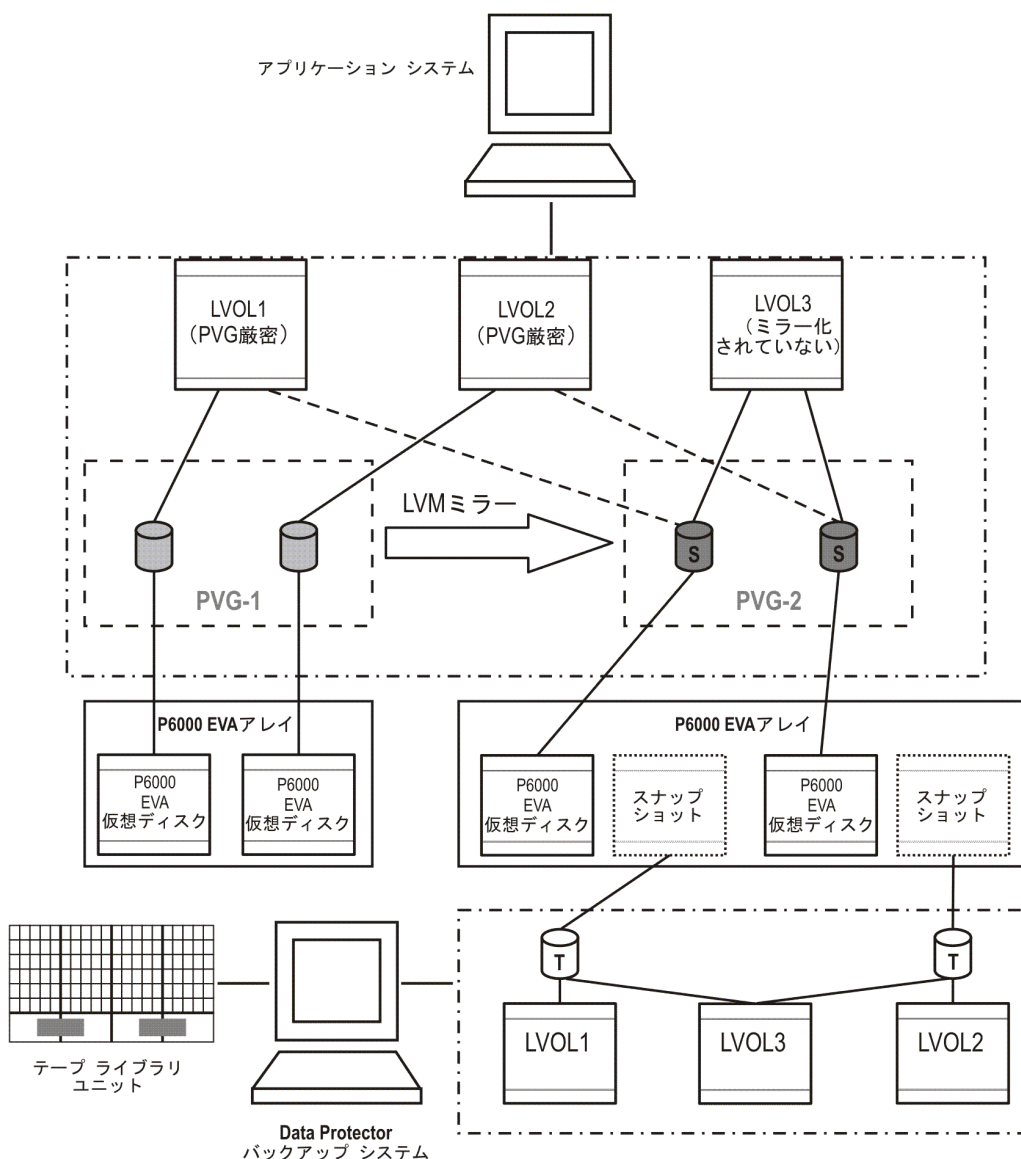 アプリケーション システム
LVOL1
（PVG厳密）
LVOL2
（PVG厳密）
LVOL3
（ミラー化
されていない）
LVMミラー
S
S
PVG-1
PVG-2
P6000 EVAアレイ
P6000 EVAアレイ
P6000
EVA
仮想ディスク
P6000
EVA
仮想ディスク
P6000
EVA
仮想ディスク
スナップ
ショット
P6000
EVA
仮想ディスク
スナップ
ショット
T
T
LVOL1
LVOL3
LVOL2
テープ ライブラリ
ユニット
Data Protector
バックアップ システム